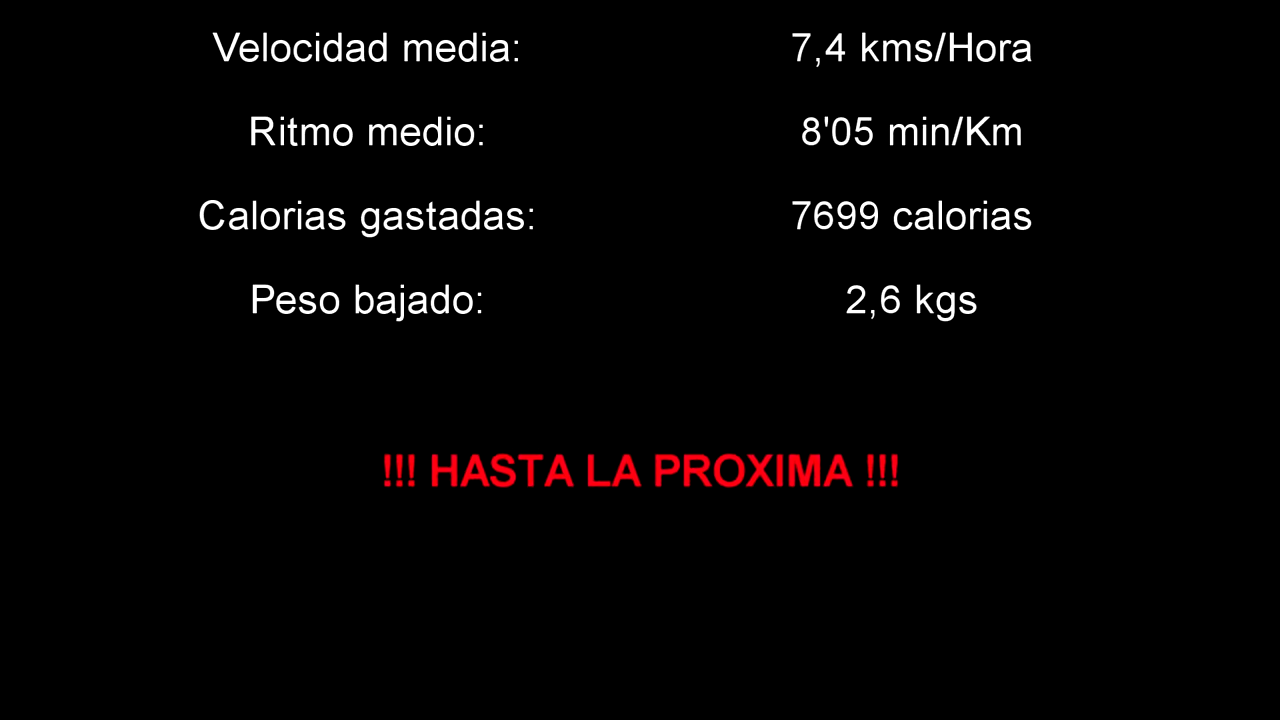 Velocidad media: 7,4 kms/Hora
Ritmo medio: 8'05 min/Km
Calorias gastadas: 7699 calorias
Peso bajado: 2,6 kgs
!!! HASTA LA PROXIMA !!!